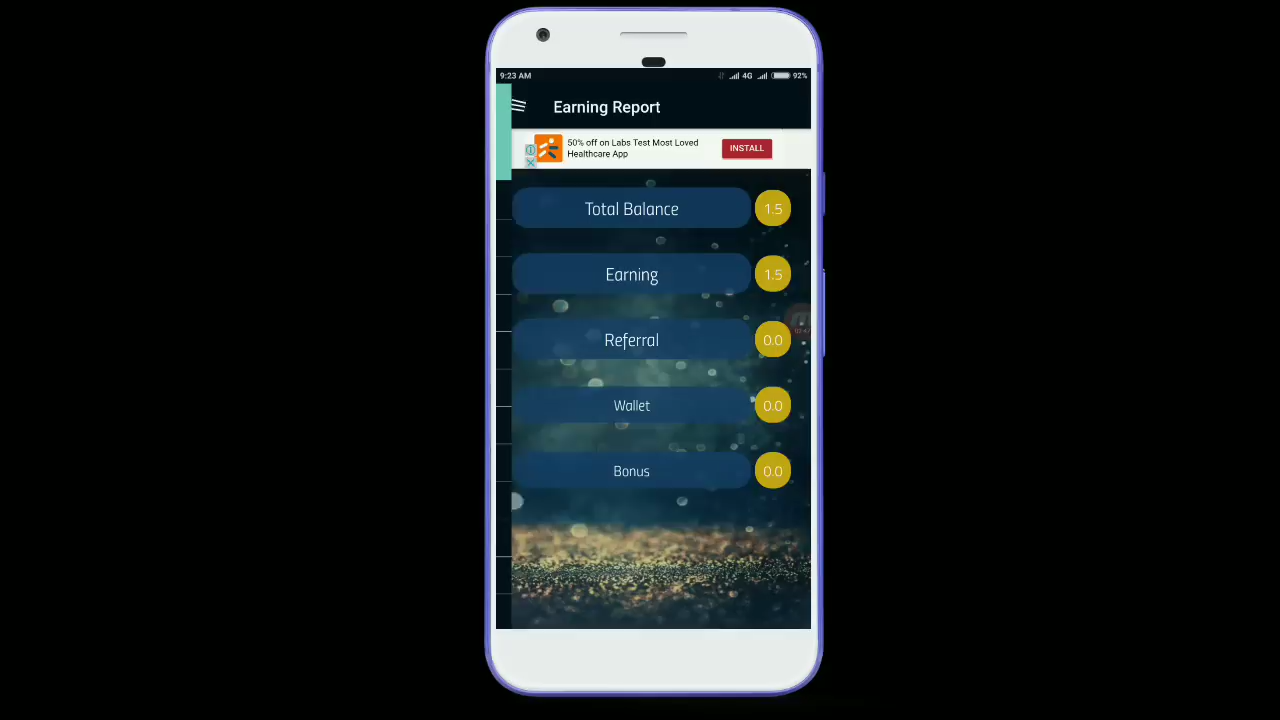 9:23 AM
4G
92%
Earning Report
50% off on Labs Test Most Loved
Healthcare App
INSTALL
Total Balance
1.5
Earning
1.5
Referral
0.0
Wallet
0.0
Bonus
0.0